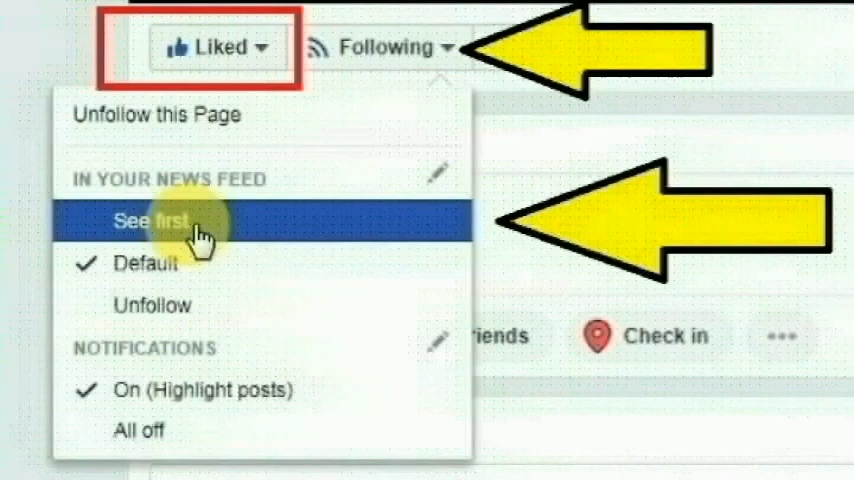 Liked Following
Unfollow this Page
IN YOUR NEWS FEED
See first
Default
Unfollow
riends Check in
NOTIFICATIONS
On (Highlight posts)
All off